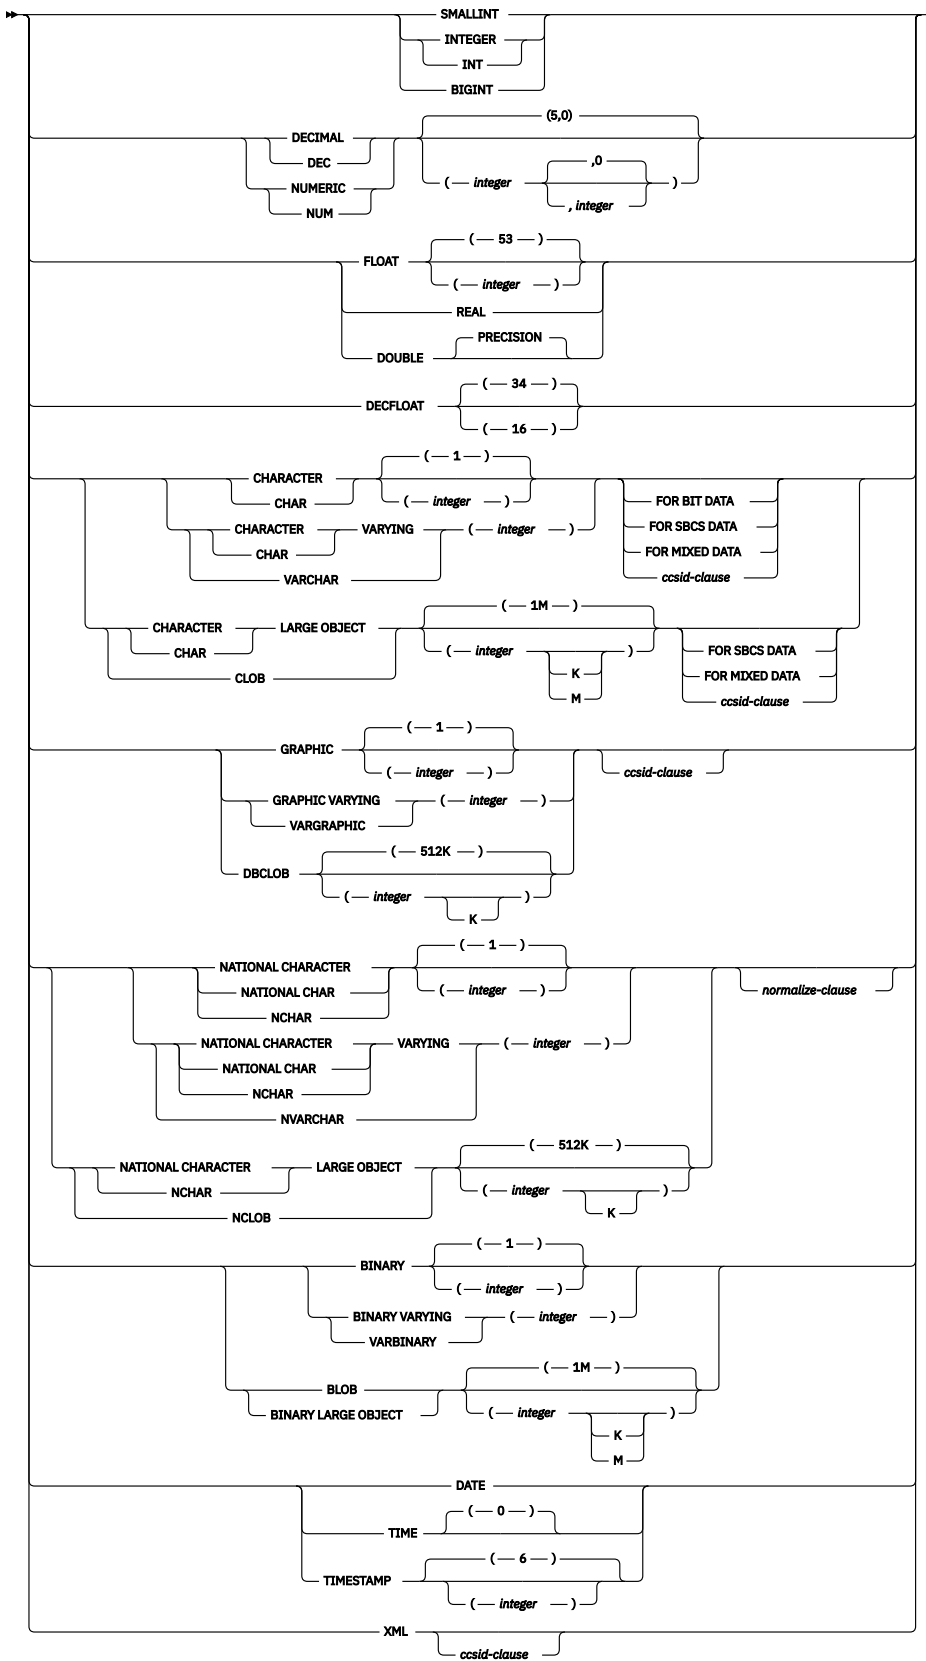 SMALLINT
INTEGER
INT
BIGINT
(5,0)
DECIMAL
DEC
( integer ,0 )
NUMERIC
, integer
NUM
( 53 )
FLOAT
( integer )
REAL
PRECISION
DOUBLE
( 34 )
DECFLOAT
( 16 )
( 1 )
CHARACTER
CHAR ( integer ) FOR BIT DATA
CHARACTER VARYING ( integer ) FOR SBCS DATA
CHAR FOR MIXED DATA
VARCHAR ccsid-clause
( 1M )
CHARACTER LARGE OBJECT
CHAR ( integer ) FOR SBCS DATA
CLOB K FOR MIXED DATA
M ccsid-clause
( 1 )
GRAPHIC
( integer ) ccsid-clause
GRAPHIC VARYING ( integer )
VARGRAPHIC
( 512K )
DBCLOB
( integer )
K
( 1 )
NATIONAL CHARACTER
NATIONAL CHAR ( integer ) normalize-clause
NCHAR
NATIONAL CHARACTER VARYING ( integer )
NATIONAL CHAR
NCHAR
NVARCHAR
( 512K )
NATIONAL CHARACTER LARGE OBJECT
NCHAR ( integer )
NCLOB K
( 1 )
BINARY
( integer )
BINARY VARYING ( integer )
VARBINARY
( 1M )
BLOB
BINARY LARGE OBJECT ( integer )
K
M
DATE
( 0 )
TIME
( 6 )
TIMESTAMP
( integer )
XML
ccsid-clause